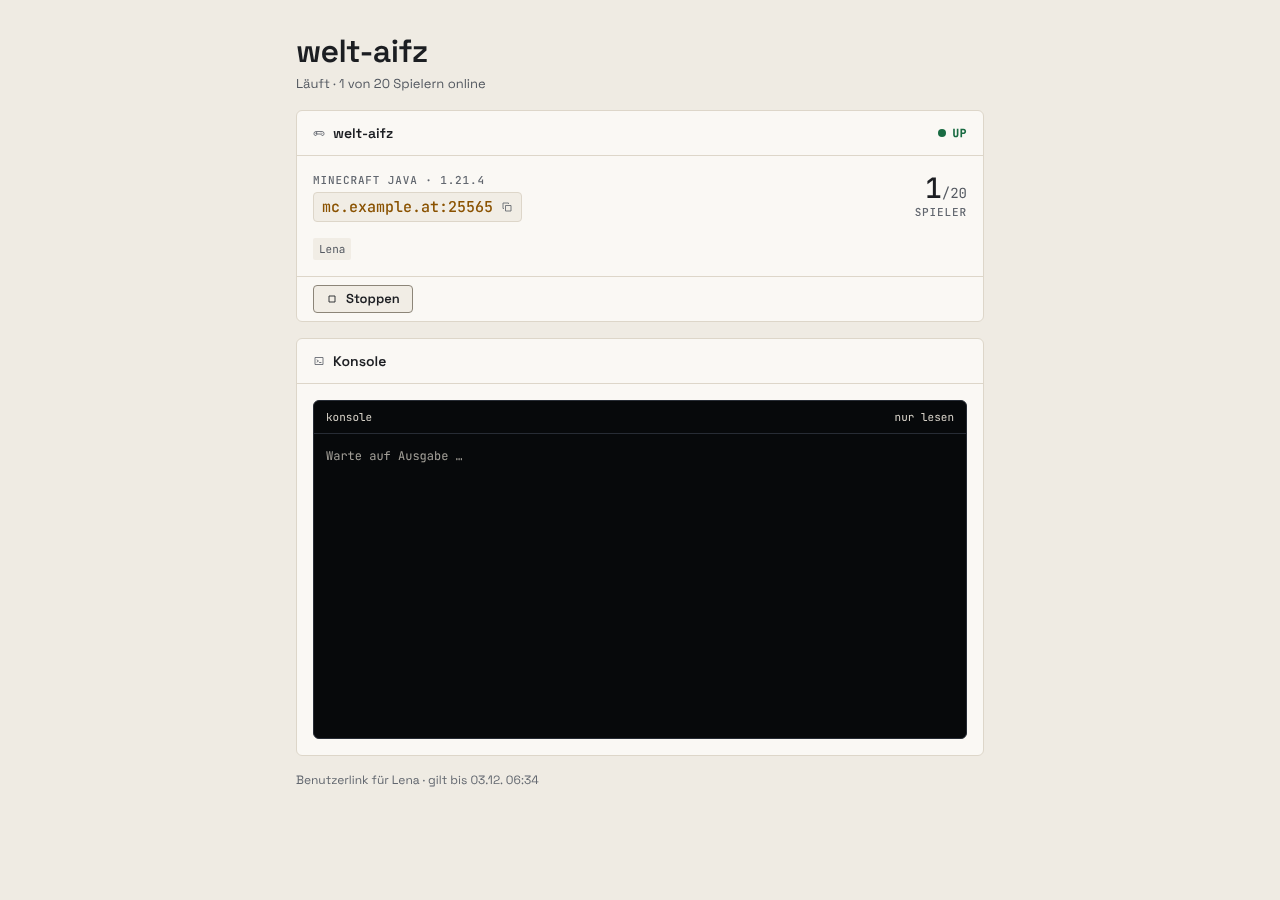 welt-aifz
Läuft · 1 von 20 Spielern online
welt-aifz
UP
MINECRAFT JAVA · 1.21.4
mc.example.at:25565
1/20
SPIELER
Lena
Stoppen
Konsole
konsole
nur lesen
Warte auf Ausgabe …
Benutzerlink für Lena · gilt bis 03.12. 06:34